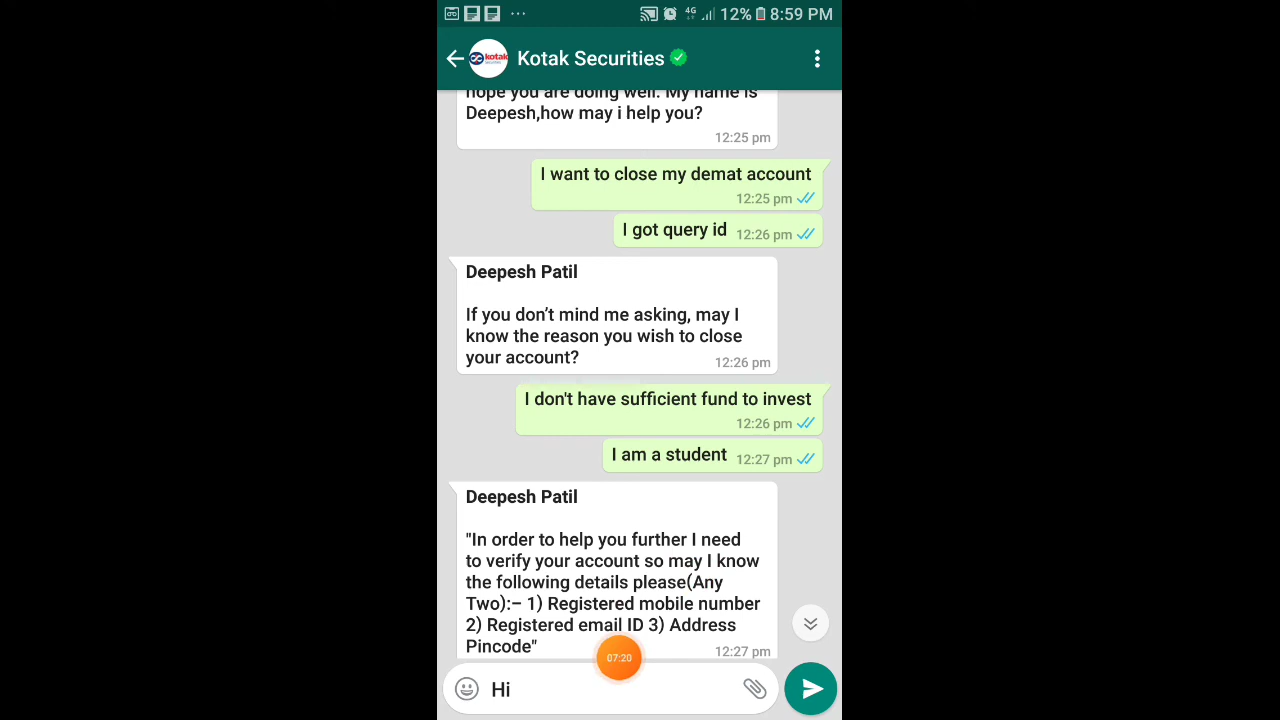 4G 12% 8:59 PM
kotak
Kotak Securities
hope you are doing well. My name is
Deepesh,how may i help you?
12:25 pm
I want to close my demat account
12:25 pm
I got query id 12:26 pm
Deepesh Patil
If you don't mind me asking, may I
know the reason you wish to close
your account? 12:26 pm
I don't have sufficient fund to invest
12:26 pm
I am a student 12:27 pm
Deepesh Patil
"In order to help you further I need
to verify your account so may I know
the following details please(Any
Two):– 1) Registered mobile number
2) Registered email ID 3) Address
Pincode" 12:27 pm
07:20
Hi